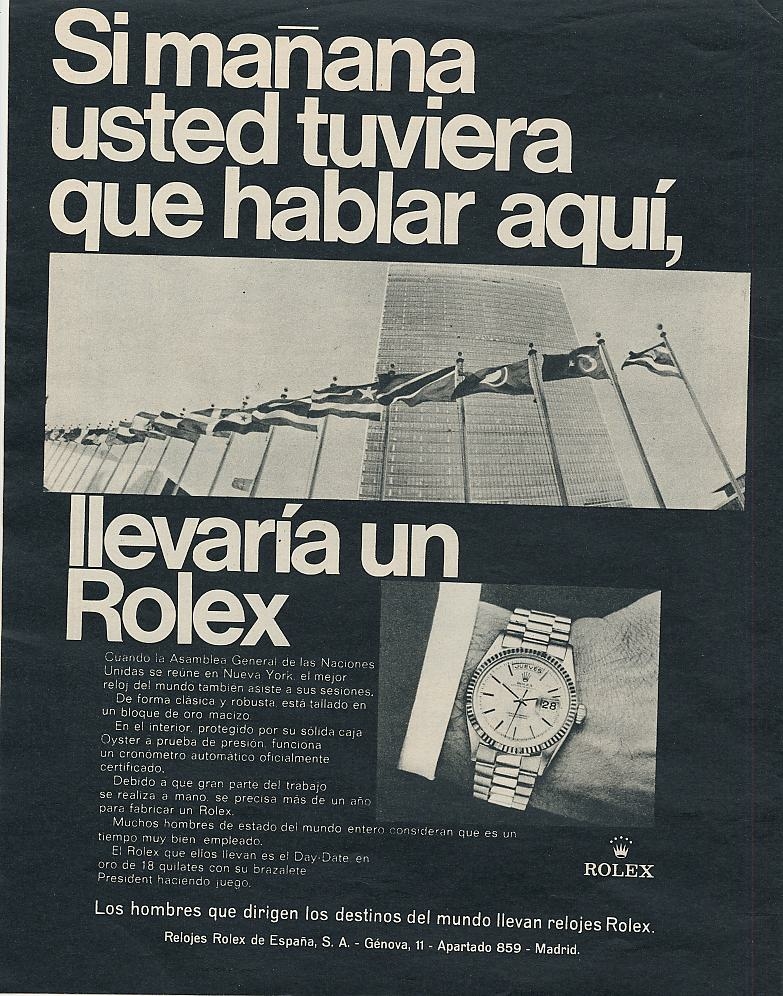 Si mañana
usted tuviera
que hablar aquí,
llevaría un
Rolex
Cuando la Asamblea General de las Naciones
Unidas se reúne en Nueva York, el mejor
reloj del mundo también asiste a sus sesiones.
De forma clásica y robusta, está tallado en
un bloque de oro macizo.
En el interior, protegido por su sólida caja
Oyster a prueba de presión, funciona
un cronómetro automático oficialmente
certificado.
Debido a que gran parte del trabajo
se realiza a mano, se precisa más de un año
para fabricar un Rolex.
Muchos hombres de estado del mundo entero consideran que es un
tiempo muy bien empleado.
El Rolex que ellos llevan es el Day-Date en
oro de 18 quilates con su brazalete
President haciendo juego.
JUEVES
ROLEX
28
ROLEX
Los hombres que dirigen los destinos del mundo llevan relojes Rolex.
Relojes Rolex de España, S. A. - Génova, 11 - Apartado 859 - Madrid.